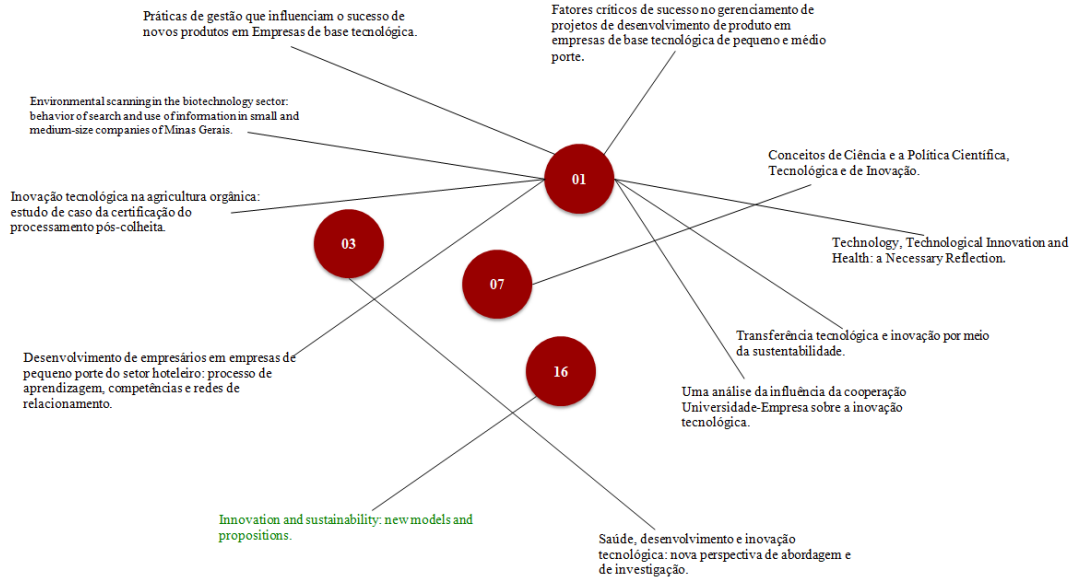 Práticas de gestão que influenciam o sucesso de
novos produtos em Empresas de base tecnológica.
Fatores críticos de sucesso no gerenciamento de
projetos de desenvolvimento de produto em
empresas de base tecnológica de pequeno e médio
porte.
Environmental scanning in the biotechnology sector:
behavior of search and use of information in small and
medium-size companies of Minas Gerais.
Conceitos de Ciência e a Política Científica,
Tecnológica e de Inovação.
01
Inovação tecnológica na agricultura orgânica:
estudo de caso da certificação do
processamento pós-colheita.
03
Technology, Technological Innovation and
Health: a Necessary Reflection.
07
Transferência tecnológica e inovação por meio
da sustentabilidade.
Desenvolvimento de empresários em empresas de
pequeno porte do setor hoteleiro: processo de
aprendizagem, competências e redes de
relacionamento.
16
Uma análise da influência da cooperação
Universidade-Empresa sobre a inovação
tecnológica.
Innovation and sustainability: new models and
propositions.
Saúde, desenvolvimento e inovação
tecnológica: nova perspectiva de abordagem e
de investigação.